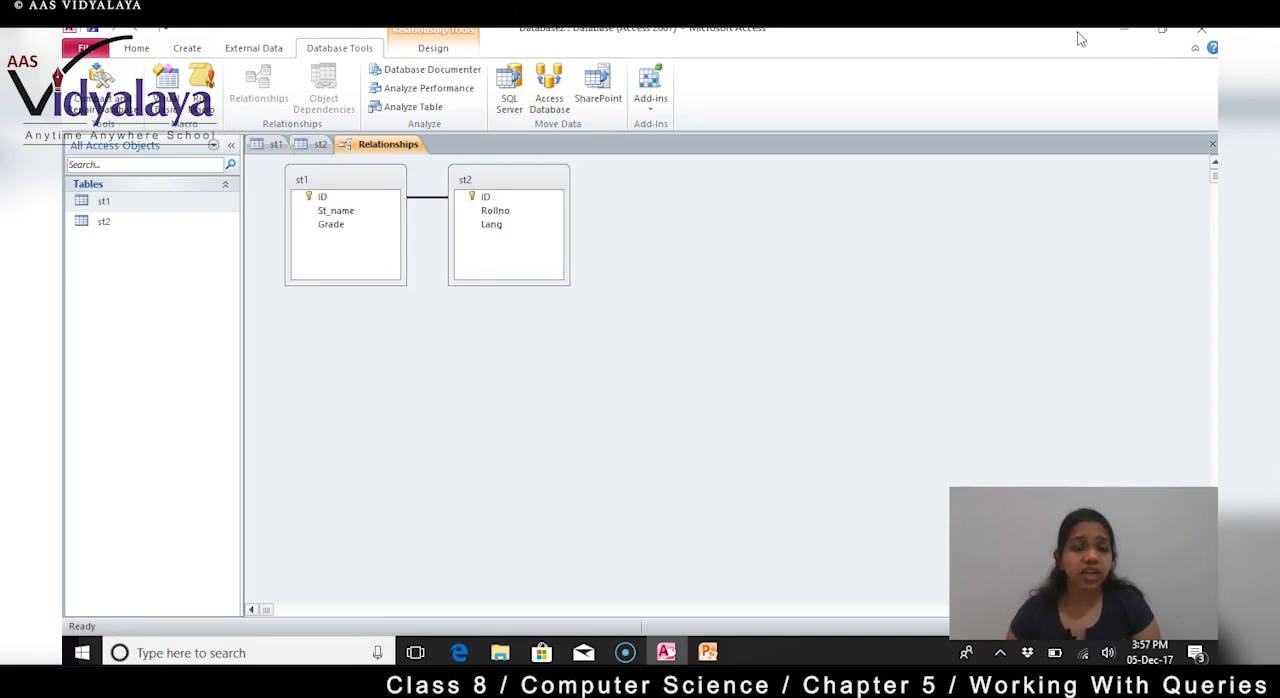 © AAS VIDYALAYA
Relationship Tools
Database2 : Database (Access 2007) - Microsoft Access
Home Create External Data Database Tools Design
AAS
Vidyalaya
Anytime Anywhere School
Database Documenter
Analyze Performance
Analyze Table
Relationships
Object
Dependencies
SQL
Server
Access
Database
SharePoint
Add-ins
Tools Macro Relationships Analyze Move Data Add-Ins
All Access Objects
st1 st2 Relationships
Search...
Tables
st1
st2
st1
ID
St_name
Grade
st2
ID
Rollno
Lang
Ready
Type here to search
3:57 PM
05-Dec-17
3
Class 8 / Computer Science / Chapter 5 / Working With Queries